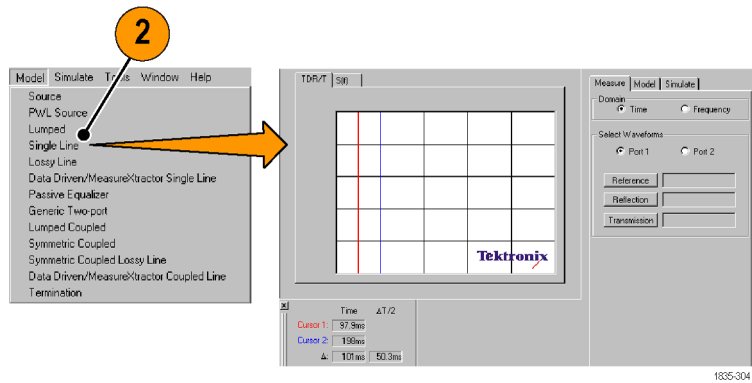 2
Model Simulate Tools Window Help
Source
PWL Source
Lumped
Single Line
Lossy Line
Data Driven/MeasureXtractor Single Line
Passive Equalizer
Generic Two-port
Lumped Coupled
Symmetric Coupled
Symmetric Coupled Lossy Line
Data Driven/MeasureXtractor Coupled Line
Termination
TDR/T S(f)
Tektronix
x
Time ΔT/2
Cursor 1: 97.9ms
Cursor 2: 199ms
Δ: 101ms 50.3ms
Measure Model Simulate
Domain
Time Frequency
Select Waveforms
Port 1 Port 2
Reference
Reflection
Transmission
1835-304